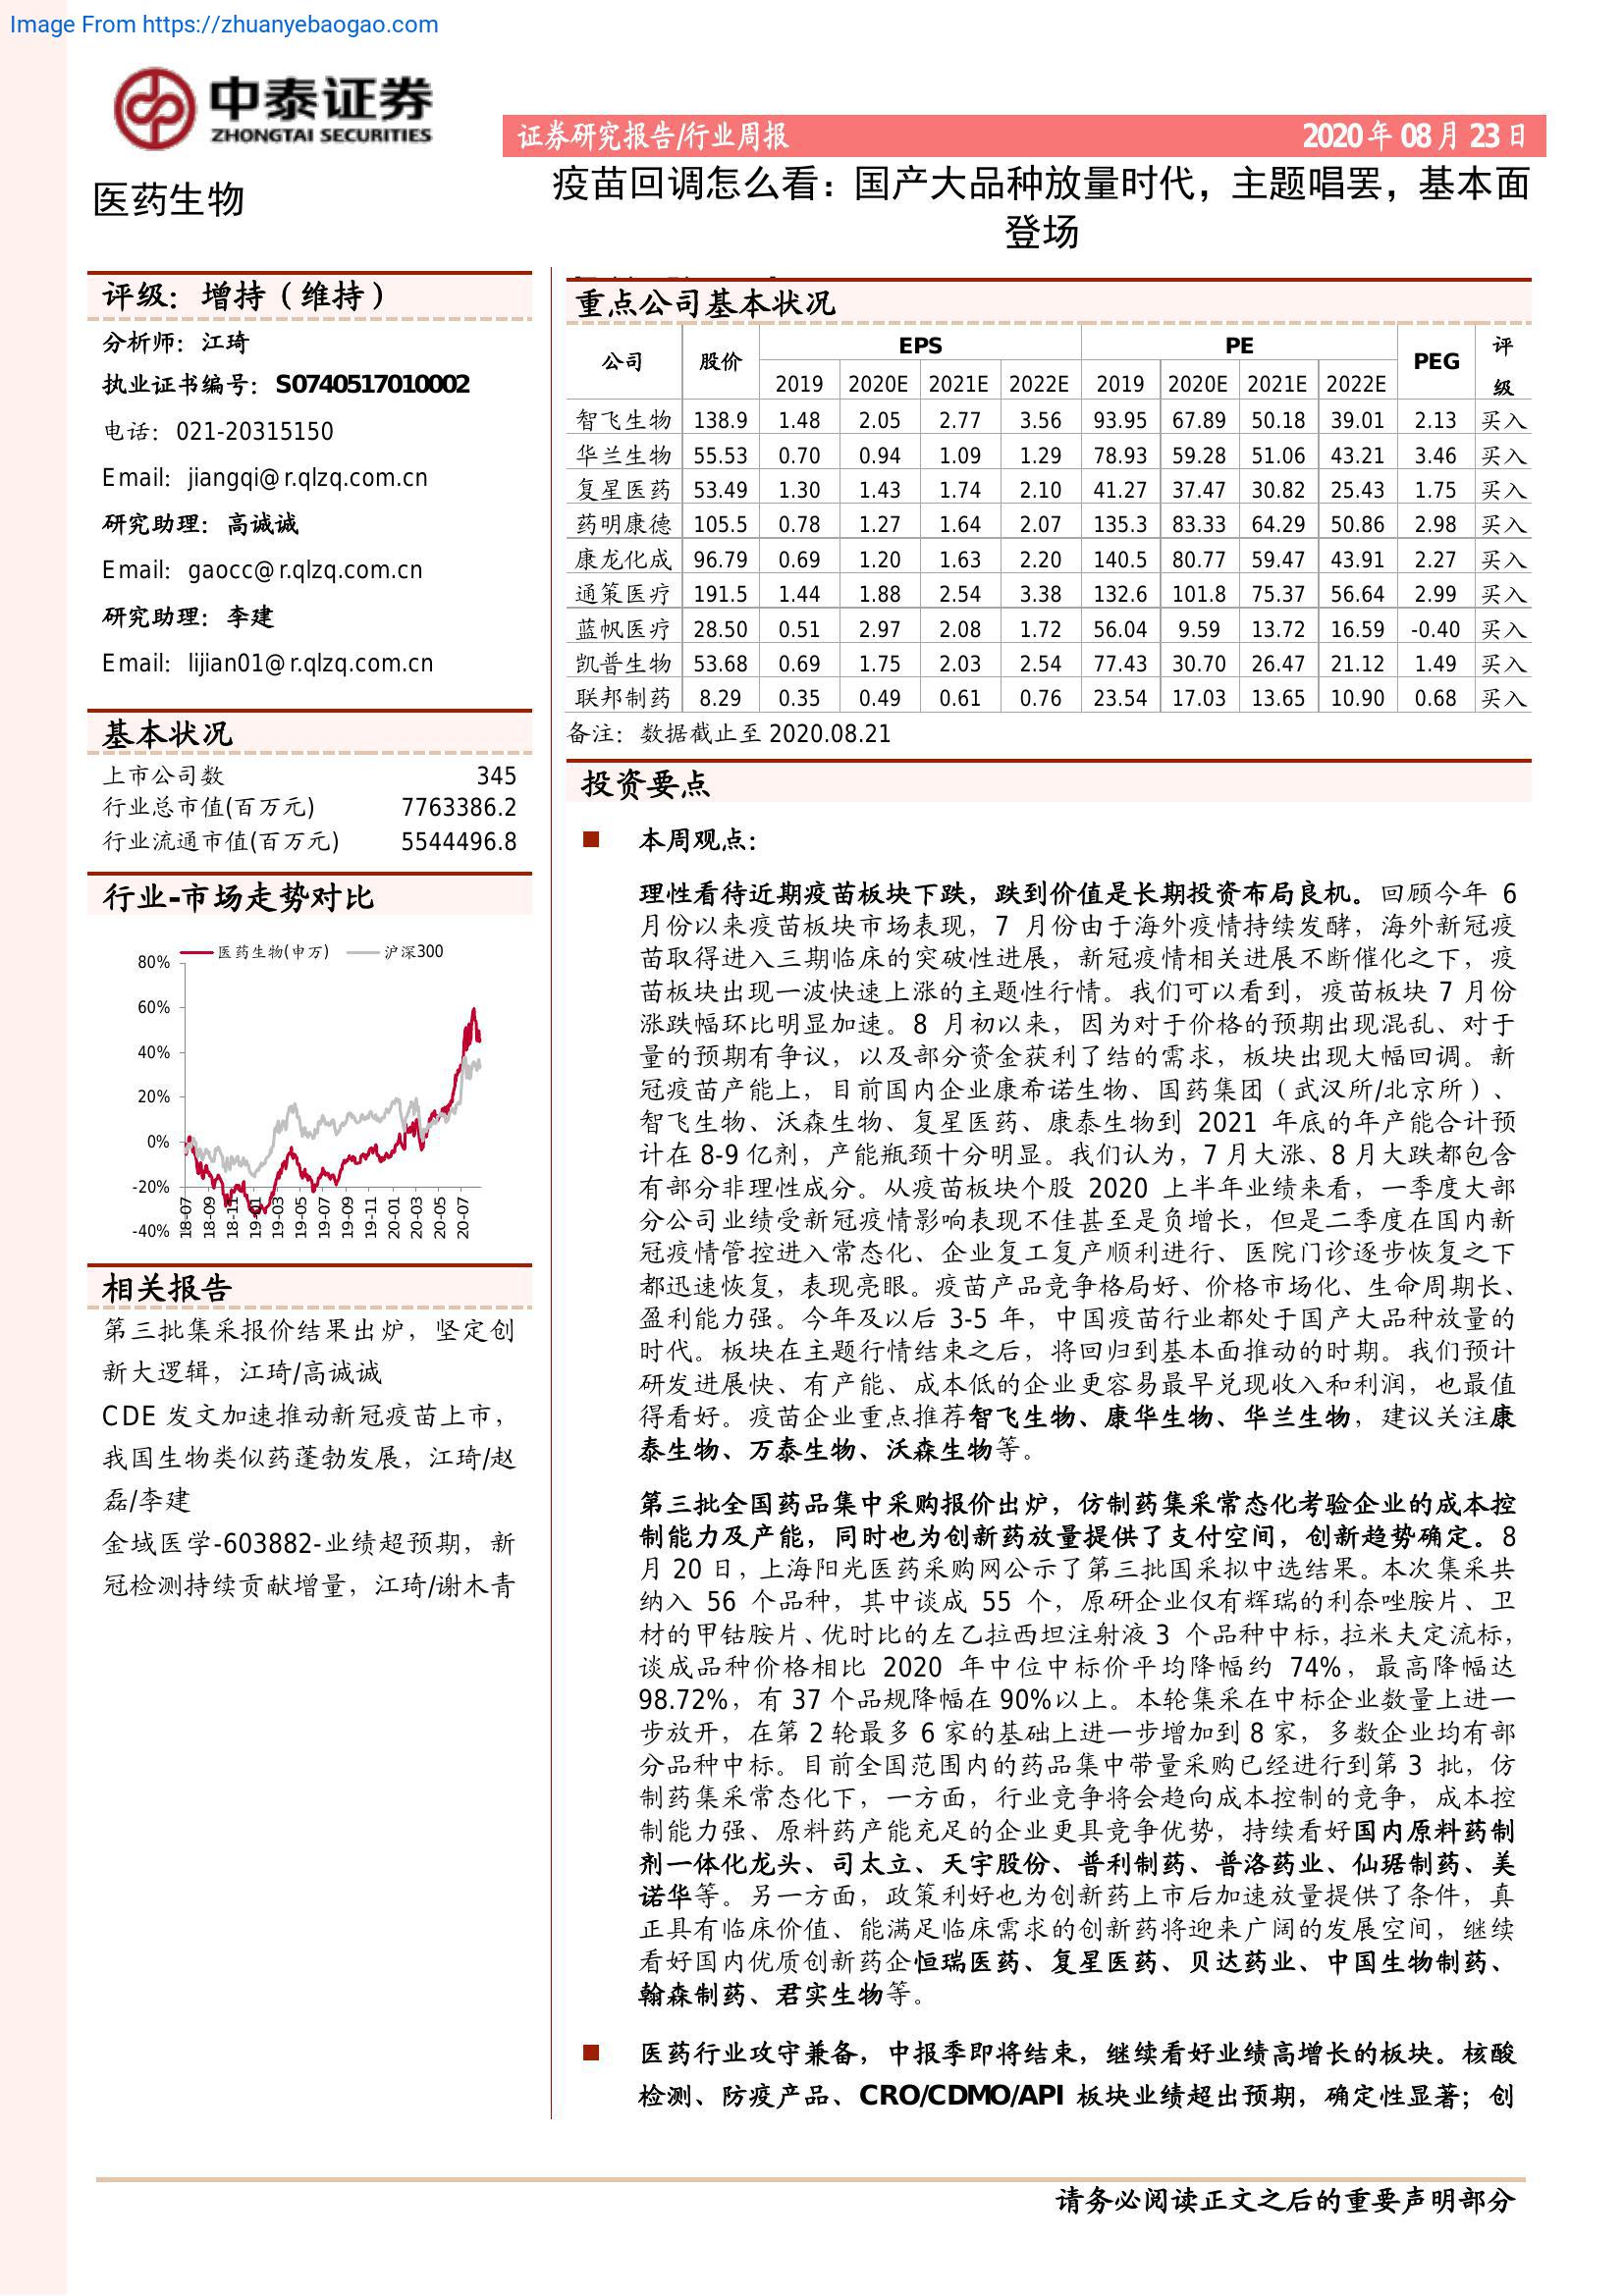 Image From https://zhuanyebaogao.com
中泰证券
ZHONGTAI SECURITIES
证券研究报告/行业周报 2020年08月23日
医药生物
疫苗回调怎么看：国产大品种放量时代，主题唱罢，基本面
登场
评级：增持（维持）
分析师：江琦
执业证书编号：S0740517010002
电话：021-20315150
Email：jiangqi@r.qlzq.com.cn
研究助理：高诚诚
Email：gaocc@r.qlzq.com.cn
研究助理：李建
Email：lijian01@r.qlzq.com.cn
基本状况
上市公司数 345
行业总市值(百万元) 7763386.2
行业流通市值(百万元) 5544496.8
行业-市场走势对比
医药生物(申万) 沪深300
80%
60%
40%
20%
0%
-20%
-40%
18-07 18-09 18-11 19-01 19-03 19-05 19-07 19-09 19-11 20-01 20-03 20-05 20-07
相关报告
第三批集采报价结果出炉，坚定创
新大逻辑，江琦/高诚诚
CDE 发文加速推动新冠疫苗上市，
我国生物类似药蓬勃发展，江琦/赵
磊/李建
金域医学-603882-业绩超预期，新
冠检测持续贡献增量，江琦/谢木青
重点公司基本状况
公司 股价 EPS PE PEG 评级
2019 2020E 2021E 2022E 2019 2020E 2021E 2022E
智飞生物 138.9 1.48 2.05 2.77 3.56 93.95 67.89 50.18 39.01 2.13 买入
华兰生物 55.53 0.70 0.94 1.09 1.29 78.93 59.28 51.06 43.21 3.46 买入
复星医药 53.49 1.30 1.43 1.74 2.10 41.27 37.47 30.82 25.43 1.75 买入
药明康德 105.5 0.78 1.27 1.64 2.07 135.3 83.33 64.29 50.86 2.98 买入
康龙化成 96.79 0.69 1.20 1.63 2.20 140.5 80.77 59.47 43.91 2.27 买入
通策医疗 191.5 1.44 1.88 2.54 3.38 132.6 101.8 75.37 56.64 2.99 买入
蓝帆医疗 28.50 0.51 2.97 2.08 1.72 56.04 9.59 13.72 16.59 -0.40 买入
凯普生物 53.68 0.69 1.75 2.03 2.54 77.43 30.70 26.47 21.12 1.49 买入
联邦制药 8.29 0.35 0.49 0.61 0.76 23.54 17.03 13.65 10.90 0.68 买入
备注：数据截止至 2020.08.21
投资要点
■ 本周观点：
理性看待近期疫苗板块下跌，跌到价值是长期投资布局良机。回顾今年 6
月份以来疫苗板块市场表现，7 月份由于海外疫情持续发酵，海外新冠疫
苗取得进入三期临床的突破性进展，新冠疫情相关进展不断催化之下，疫
苗板块出现一波快速上涨的主题性行情。我们可以看到，疫苗板块 7 月份
涨跌幅环比明显加速。8 月初以来，因为对于价格的预期出现混乱、对于
量的预期有争议，以及部分资金获利了结的需求，板块出现大幅回调。新
冠疫苗产能上，目前国内企业康希诺生物、国药集团（武汉所/北京所）、
智飞生物、沃森生物、复星医药、康泰生物到 2021 年底的年产能合计预
计在 8-9 亿剂，产能瓶颈十分明显。我们认为，7 月大涨、8 月大跌都包含
有部分非理性成分。从疫苗板块个股 2020 上半年业绩来看，一季度大部
分公司业绩受新冠疫情影响表现不佳甚至是负增长，但是二季度在国内新
冠疫情管控进入常态化、企业复工复产顺利进行、医院门诊逐步恢复之下
都迅速恢复，表现亮眼。疫苗产品竞争格局好、价格市场化、生命周期长、
盈利能力强。今年及以后 3-5 年，中国疫苗行业都处于国产大品种放量的
时代。板块在主题行情结束之后，将回归到基本面推动的时期。我们预计
研发进展快、有产能、成本低的企业更容易最早兑现收入和利润，也最值
得看好。疫苗企业重点推荐智飞生物、康华生物、华兰生物，建议关注康
泰生物、万泰生物、沃森生物等。
第三批全国药品集中采购报价出炉，仿制药集采常态化考验企业的成本控
制能力及产能，同时也为创新药放量提供了支付空间，创新趋势确定。8
月 20 日，上海阳光医药采购网公示了第三批国采拟中选结果。本次集采共
纳入 56 个品种，其中谈成 55 个，原研企业仅有辉瑞的利奈唑胺片、卫
材的甲钴胺片、优时比的左乙拉西坦注射液 3 个品种中标，拉米夫定流标，
谈成品种价格相比 2020 年中位中标价平均降幅约 74%，最高降幅达
98.72%，有 37 个品规降幅在 90%以上。本轮集采在中标企业数量上进一
步放开，在第 2 轮最多 6 家的基础上进一步增加到 8 家，多数企业均有部
分品种中标。目前全国范围内的药品集中带量采购已经进行到第 3 批，仿
制药集采常态化下，一方面，行业竞争将会趋向成本控制的竞争，成本控
制能力强、原料药产能充足的企业更具竞争优势，持续看好国内原料药制
剂一体化龙头、司太立、天宇股份、普利制药、普洛药业、仙琚制药、美
诺华等。另一方面，政策利好也为创新药上市后加速放量提供了条件，真
正具有临床价值、能满足临床需求的创新药将迎来广阔的发展空间，继续
看好国内优质创新药企恒瑞医药、复星医药、贝达药业、中国生物制药、
翰森制药、君实生物等。
■ 医药行业攻守兼备，中报季即将结束，继续看好业绩高增长的板块。核酸
检测、防疫产品、CRO/CDMO/API 板块业绩超出预期，确定性显著；创
请务必阅读正文之后的重要声明部分